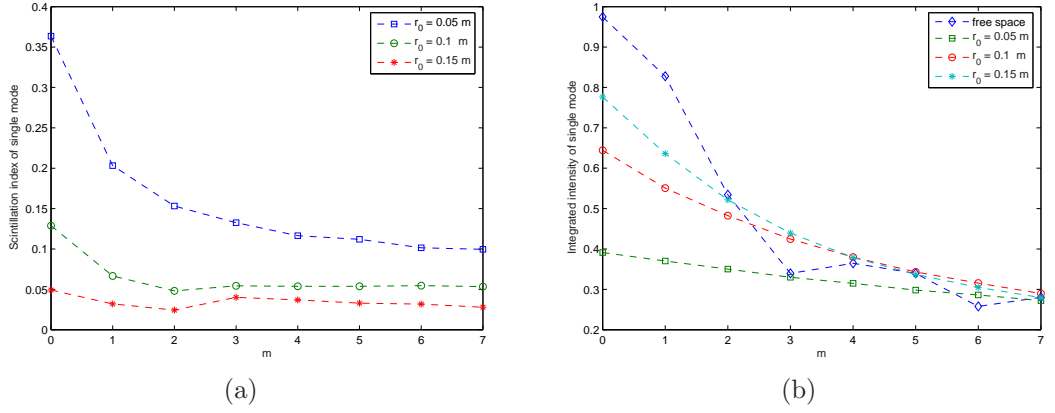 0.4
0.35
0.3
0.25
0.2
0.15
0.1
0.05
0
Scintillation index of single mode
r0 = 0.05 m
r0 = 0.1 m
r0 = 0.15 m
0 1 2 3 4 5 6 7
m
(a)
1
0.9
0.8
0.7
0.6
0.5
0.4
0.3
0.2
Integrated intensity of single mode
free space
r0 = 0.05 m
r0 = 0.1 m
r0 = 0.15 m
0 1 2 3 4 5 6 7
m
(b)